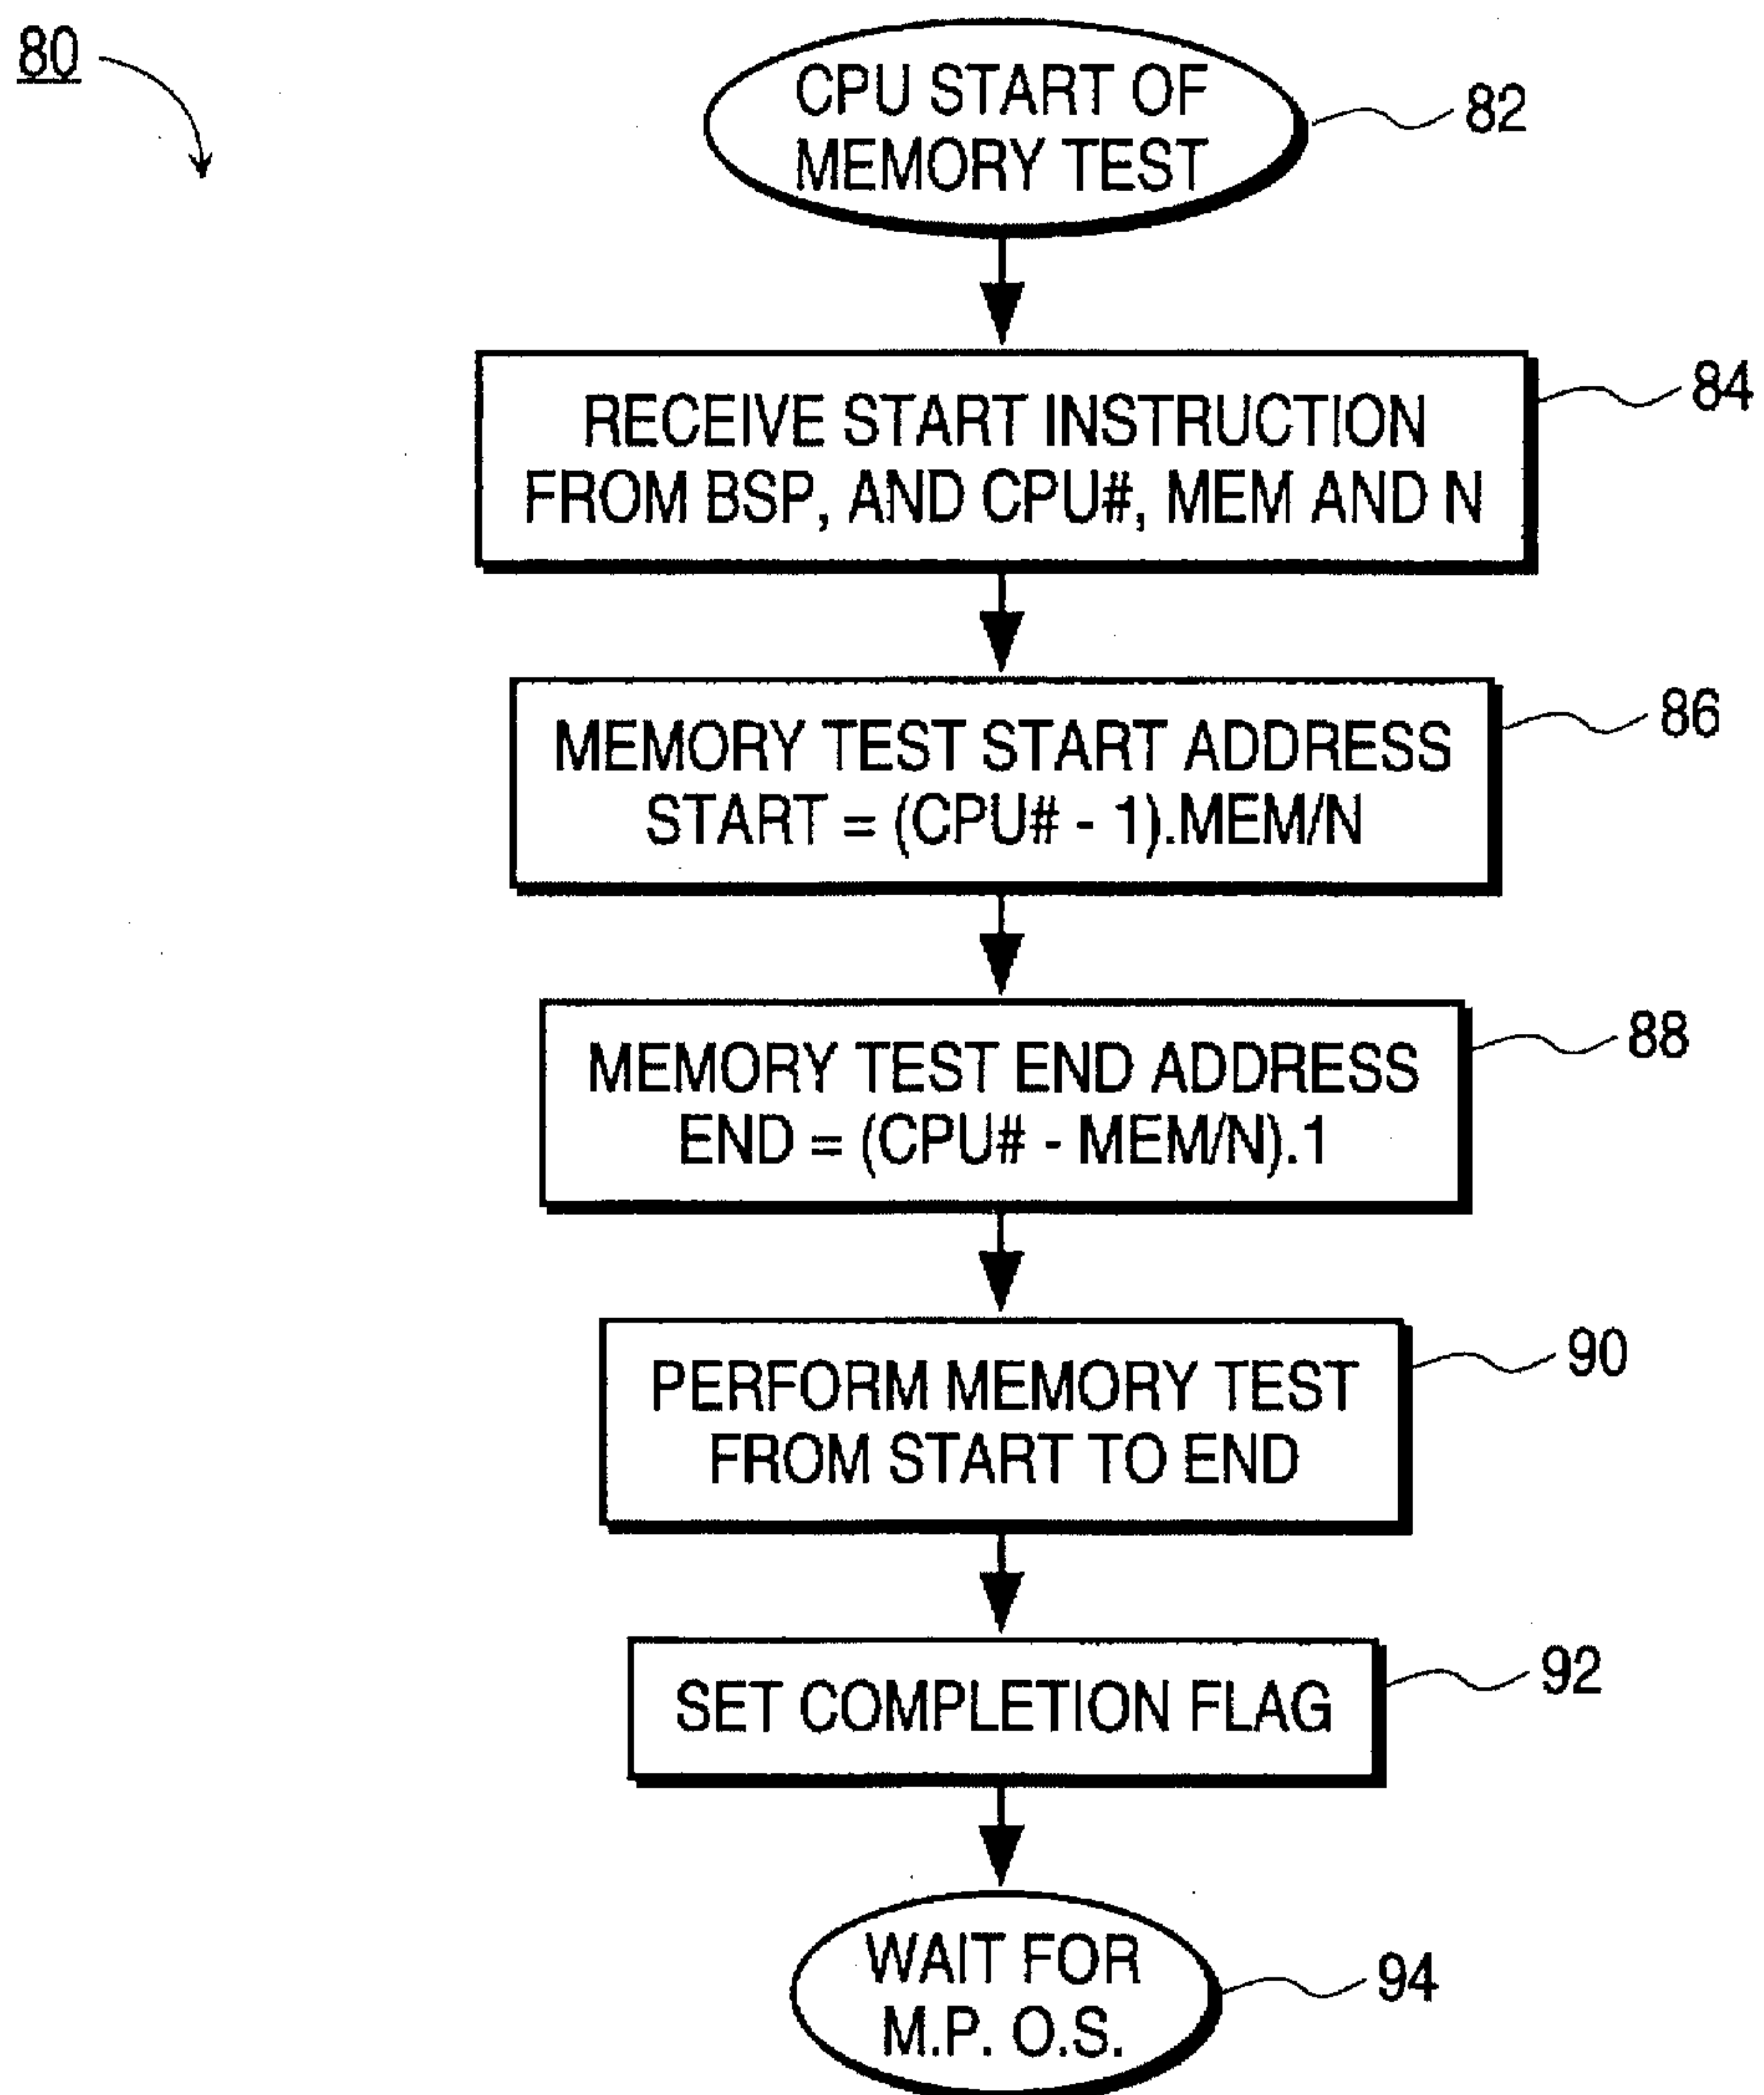 80
CPU START OF
MEMORY TEST
82
RECEIVE START INSTRUCTION
FROM BSP, AND CPU#, MEM AND N
84
MEMORY TEST START ADDRESS
START = (CPU# - 1).MEM/N
86
MEMORY TEST END ADDRESS
END = (CPU# - MEM/N).1
88
PERFORM MEMORY TEST
FROM START TO END
90
SET COMPLETION FLAG
92
WAIT FOR
M.P. O.S.
94